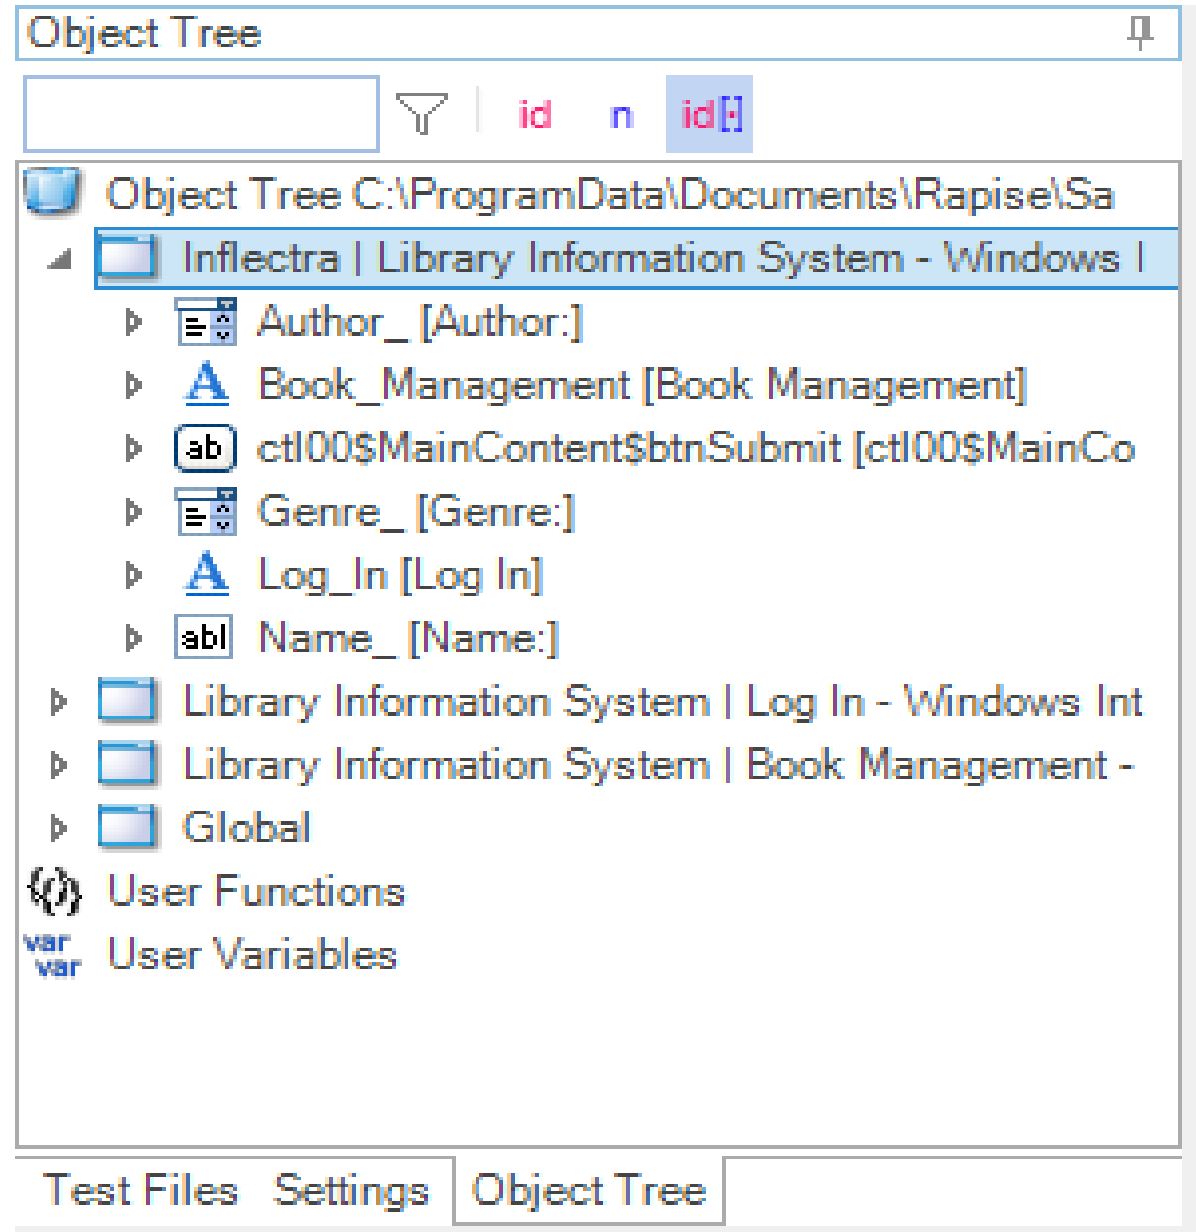 Object Tree
id n id[·]
Object Tree C:\ProgramData\Documents\Rapise\Sa
Inflectra | Library Information System - Windows I
Author_ [Author:]
A Book_Management [Book Management]
ab ctl00$MainContent$btnSubmit [ctl00$MainCo
Genre_ [Genre:]
A Log_In [Log In]
abl Name_ [Name:]
Library Information System | Log In - Windows Int
Library Information System | Book Management -
Global
{()} User Functions
var
var User Variables
Test Files Settings Object Tree